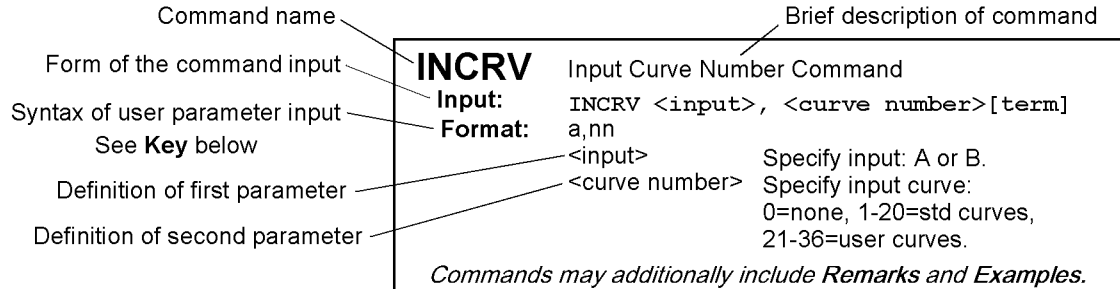 Command name
Brief description of command
Form of the command input
INCRV Input Curve Number Command
Input: INCRV <input>, <curve number>[term]
Syntax of user parameter input
Format: a,nn
See Key below
<input> Specify input: A or B.
Definition of first parameter
<curve number> Specify input curve:
0=none, 1-20=std curves,
Definition of second parameter
21-36=user curves.
Commands may additionally include Remarks and Examples.